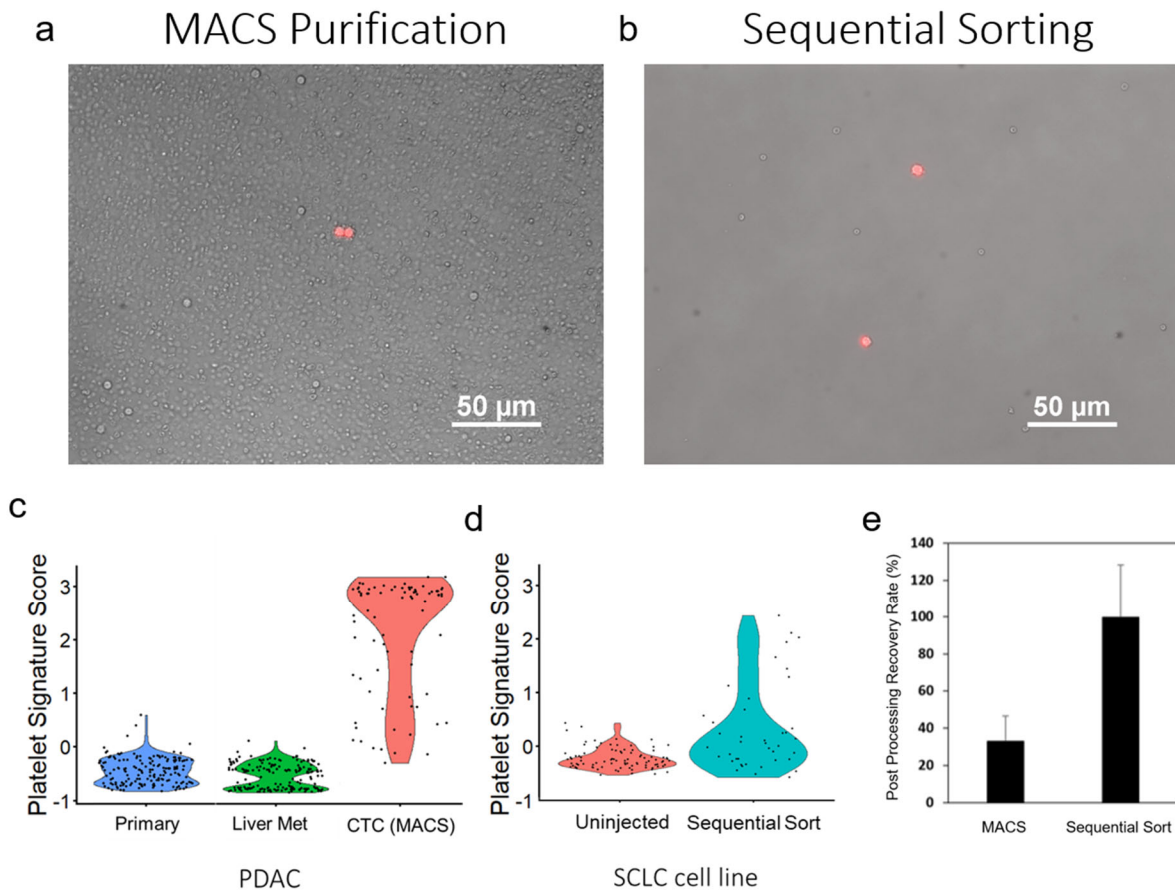 a MACS Purification
b Sequential Sorting
50 µm
50 µm
c
Platelet Signature Score
3
2
1
0
-1
Primary Liver Met CTC (MACS)
PDAC
d
Platelet Signature Score
3
2
1
0
-1
Uninjected Sequential Sort
SCLC cell line
e
Post Processing Recovery Rate (%)
140
120
100
80
60
40
20
0
MACS Sequential Sort